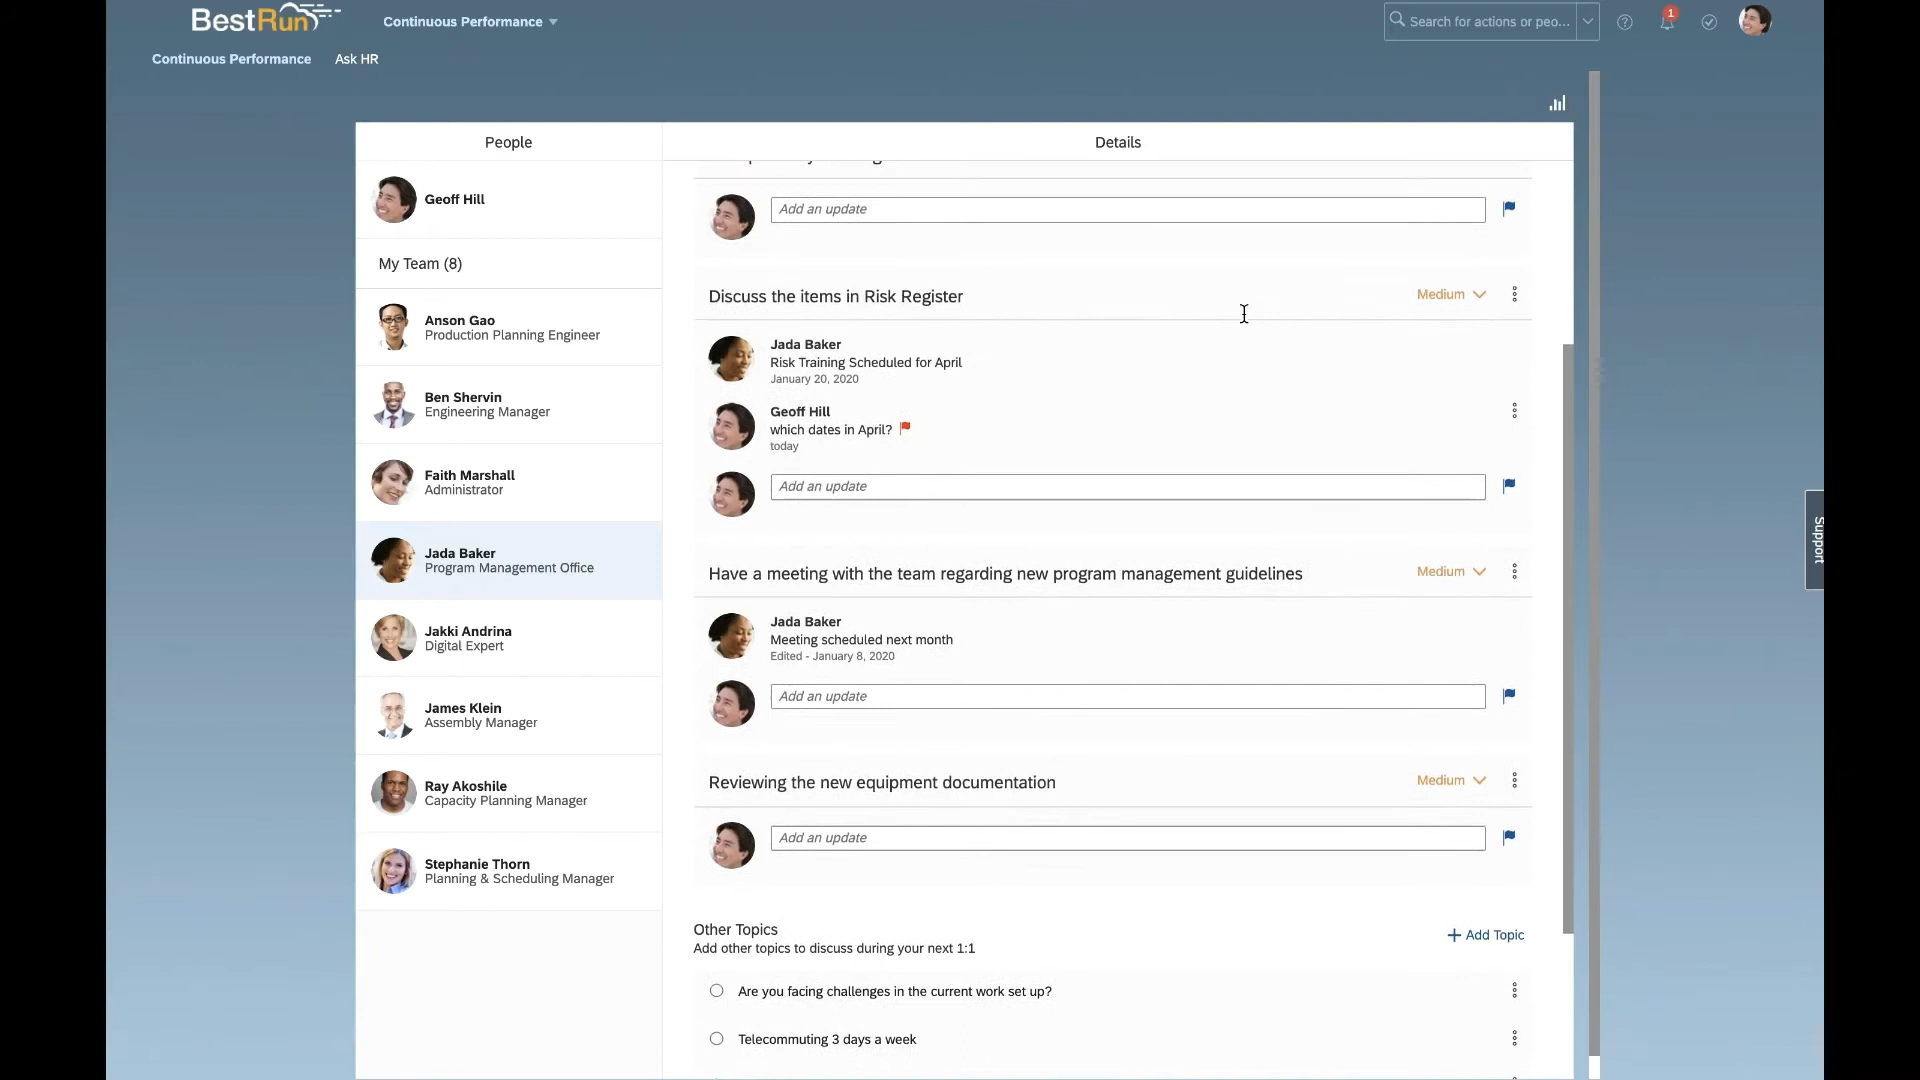 BestRun
Continuous Performance
Search for actions or peo...
1
Continuous Performance
Ask HR
People
Details
Geoff Hill
My Team (8)
Anson Gao
Production Planning Engineer
Ben Shervin
Engineering Manager
Faith Marshall
Administrator
Jada Baker
Program Management Office
Jakki Andrina
Digital Expert
James Klein
Assembly Manager
Ray Akoshile
Capacity Planning Manager
Stephanie Thorn
Planning & Scheduling Manager
Add an update
Discuss the items in Risk Register
Medium
Jada Baker
Risk Training Scheduled for April
January 20, 2020
Geoff Hill
which dates in April?
today
Add an update
Have a meeting with the team regarding new program management guidelines
Medium
Jada Baker
Meeting scheduled next month
Edited - January 8, 2020
Add an update
Reviewing the new equipment documentation
Medium
Add an update
Other Topics
Add other topics to discuss during your next 1:1
Add Topic
Are you facing challenges in the current work set up?
Telecommuting 3 days a week
Support